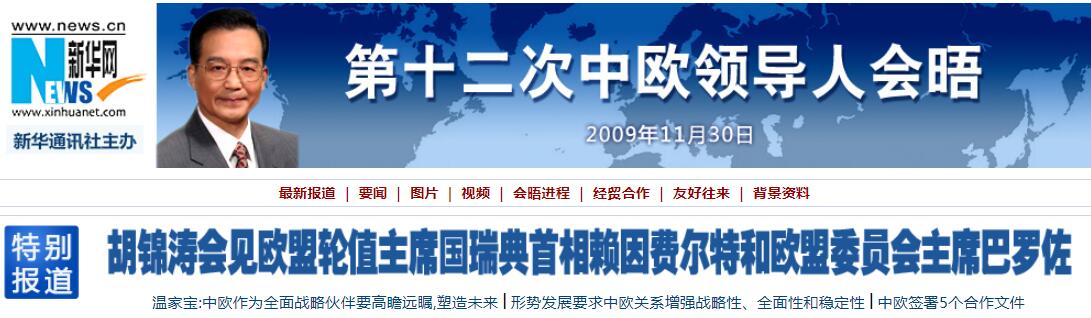 www.news.cn
新华网
NEWS
www.xinhuanet.com
新华通讯社主办
第十二次中欧领导人会晤
2009年11月30日
最新报道 | 要闻 | 图片 | 视频 | 会晤进程 | 经贸合作 | 友好往来 | 背景资料
特别报道
胡锦涛会见欧盟轮值主席国瑞典首相赖因费尔特和欧盟委员会主席巴罗佐
温家宝:中欧作为全面战略伙伴要高瞻远瞩,塑造未来 | 形势发展要求中欧关系增强战略性、全面性和稳定性 | 中欧签署5个合作文件